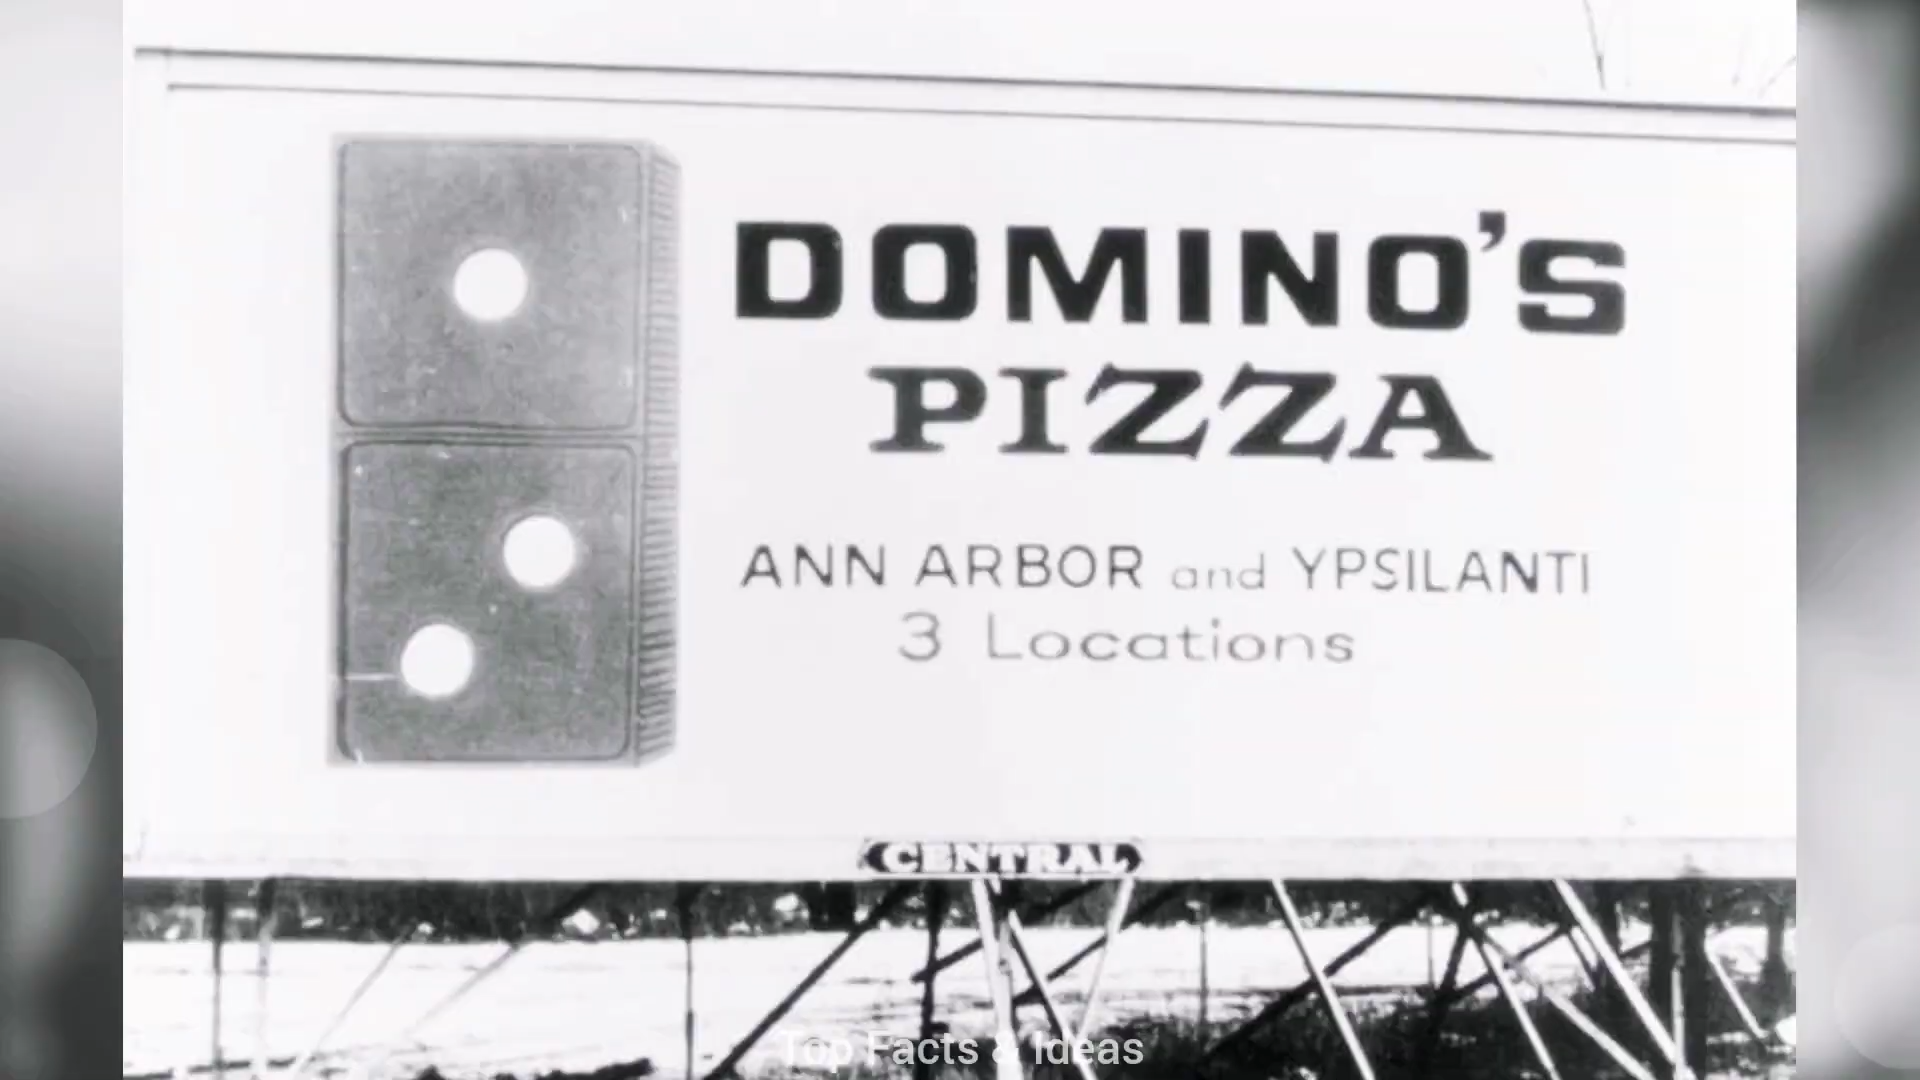 DOMINO'S
PIZZA
ANN ARBOR and YPSILANTI
3 Locations
CENTRAL
Top Facts & Ideas